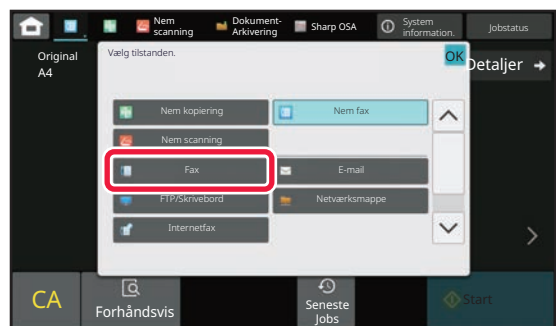 Nem
scanning
Dokument-
Arkivering
Sharp OSA
System
information.
Jobstatus
Original
A4
Vælg tilstanden.
OK
Detaljer
Nem kopiering
Nem fax
Nem scanning
Fax
E-mail
FTP/Skrivebord
Netværksmappe
Internetfax
CA
Forhåndsvis
Seneste
Jobs
Start